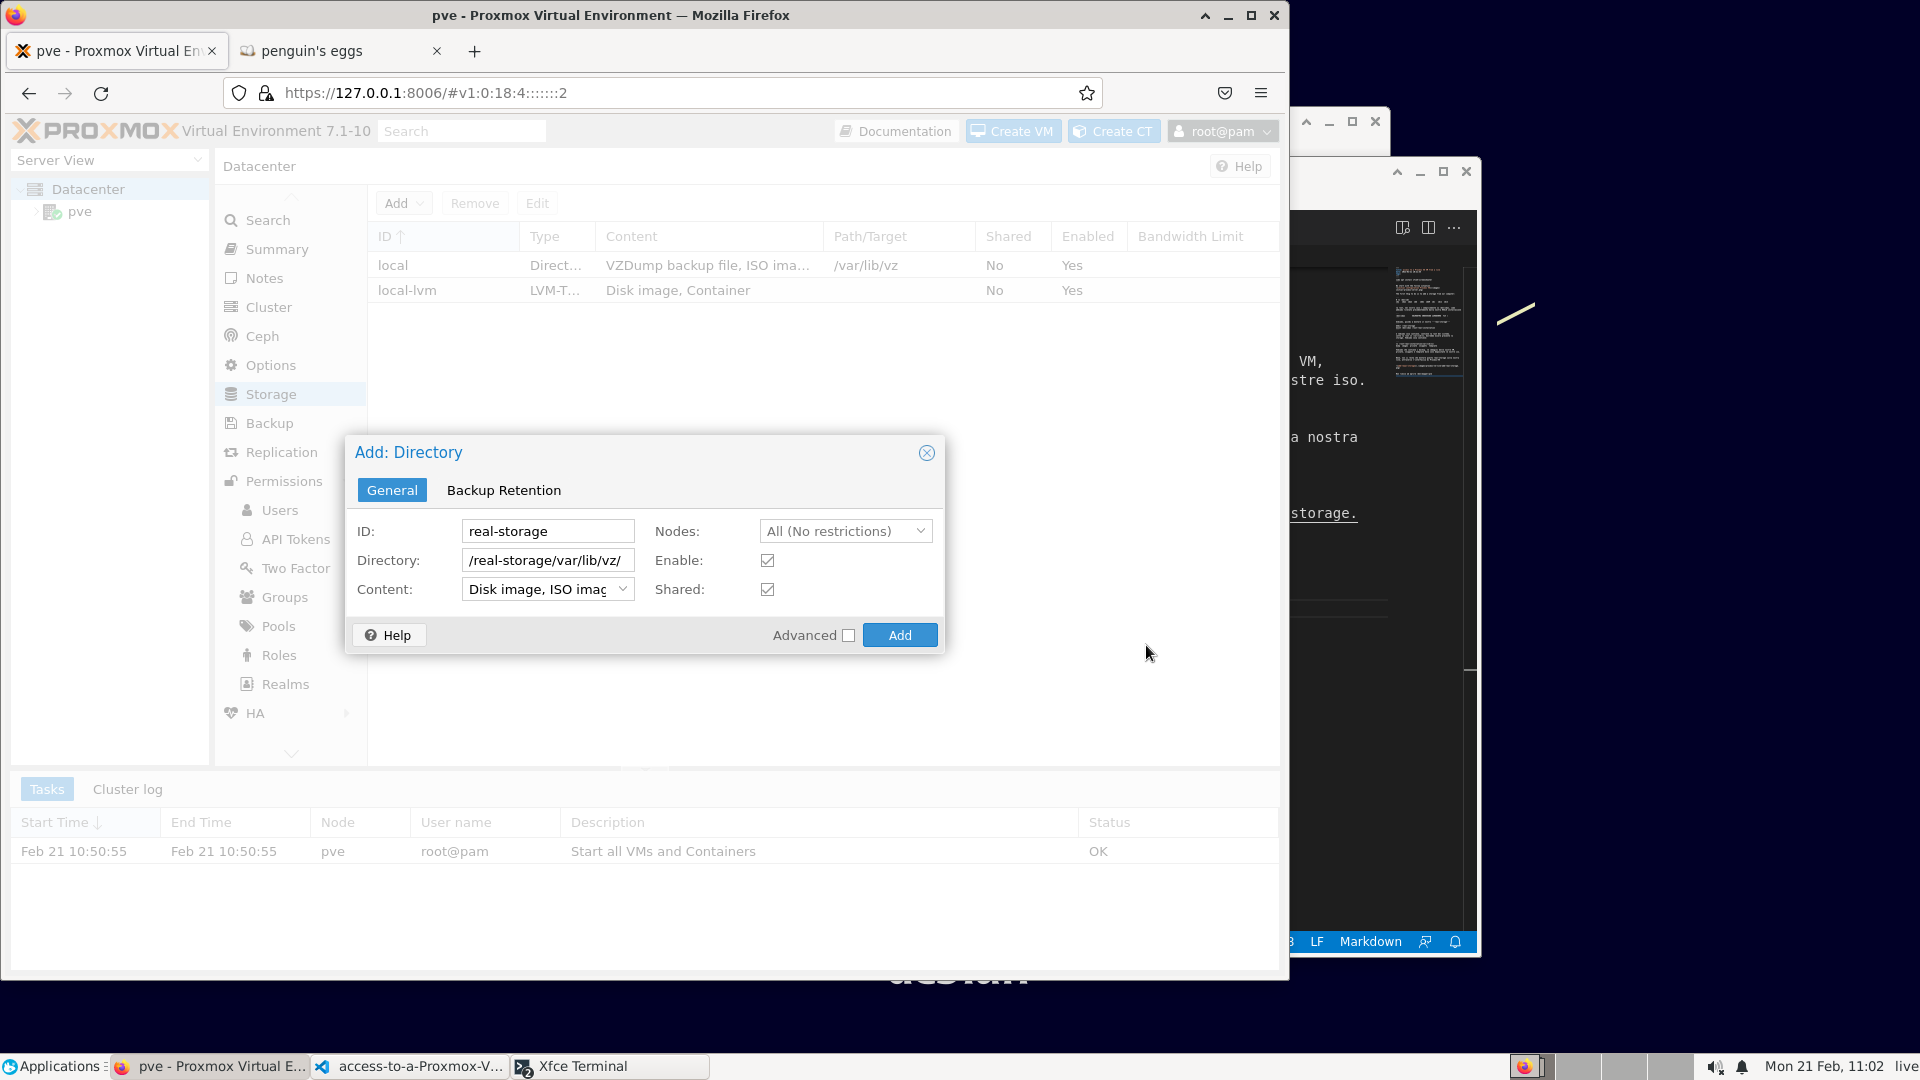 pve - Proxmox Virtual Environment — Mozilla Firefox
pve - Proxmox Virtual En
penguin's eggs
https://127.0.0.1:8006/#v1:0:18:4:::::::2
PROXMOX Virtual Environment 7.1-10
Search
Documentation
Create VM
Create CT
root@pam
Server View
Datacenter
pve
Datacenter
Help
Search
Summary
Notes
Cluster
Ceph
Options
Storage
Backup
Replication
Permissions
Users
API Tokens
Two Factor
Groups
Pools
Roles
Realms
HA
Add
Remove
Edit
ID Type Content Path/Target Shared Enabled Bandwidth Limit
local Direct... VZDump backup file, ISO ima... /var/lib/vz No Yes
local-lvm LVM-T... Disk image, Container No Yes
Add: Directory
General
Backup Retention
ID: real-storage
Nodes: All (No restrictions)
Directory: /real-storage/var/lib/vz/
Enable:
Content: Disk image, ISO imag
Shared:
Help
Advanced
Add
Tasks
Cluster log
Start Time End Time Node User name Description Status
Feb 21 10:50:55 Feb 21 10:50:55 pve root@pam Start all VMs and Containers OK
VM,
stre iso.
a nostra
storage.
LF
Markdown
Applications
pve - Proxmox Virtual E...
access-to-a-Proxmox-V...
2
Xfce Terminal
Mon 21 Feb, 11:02
live